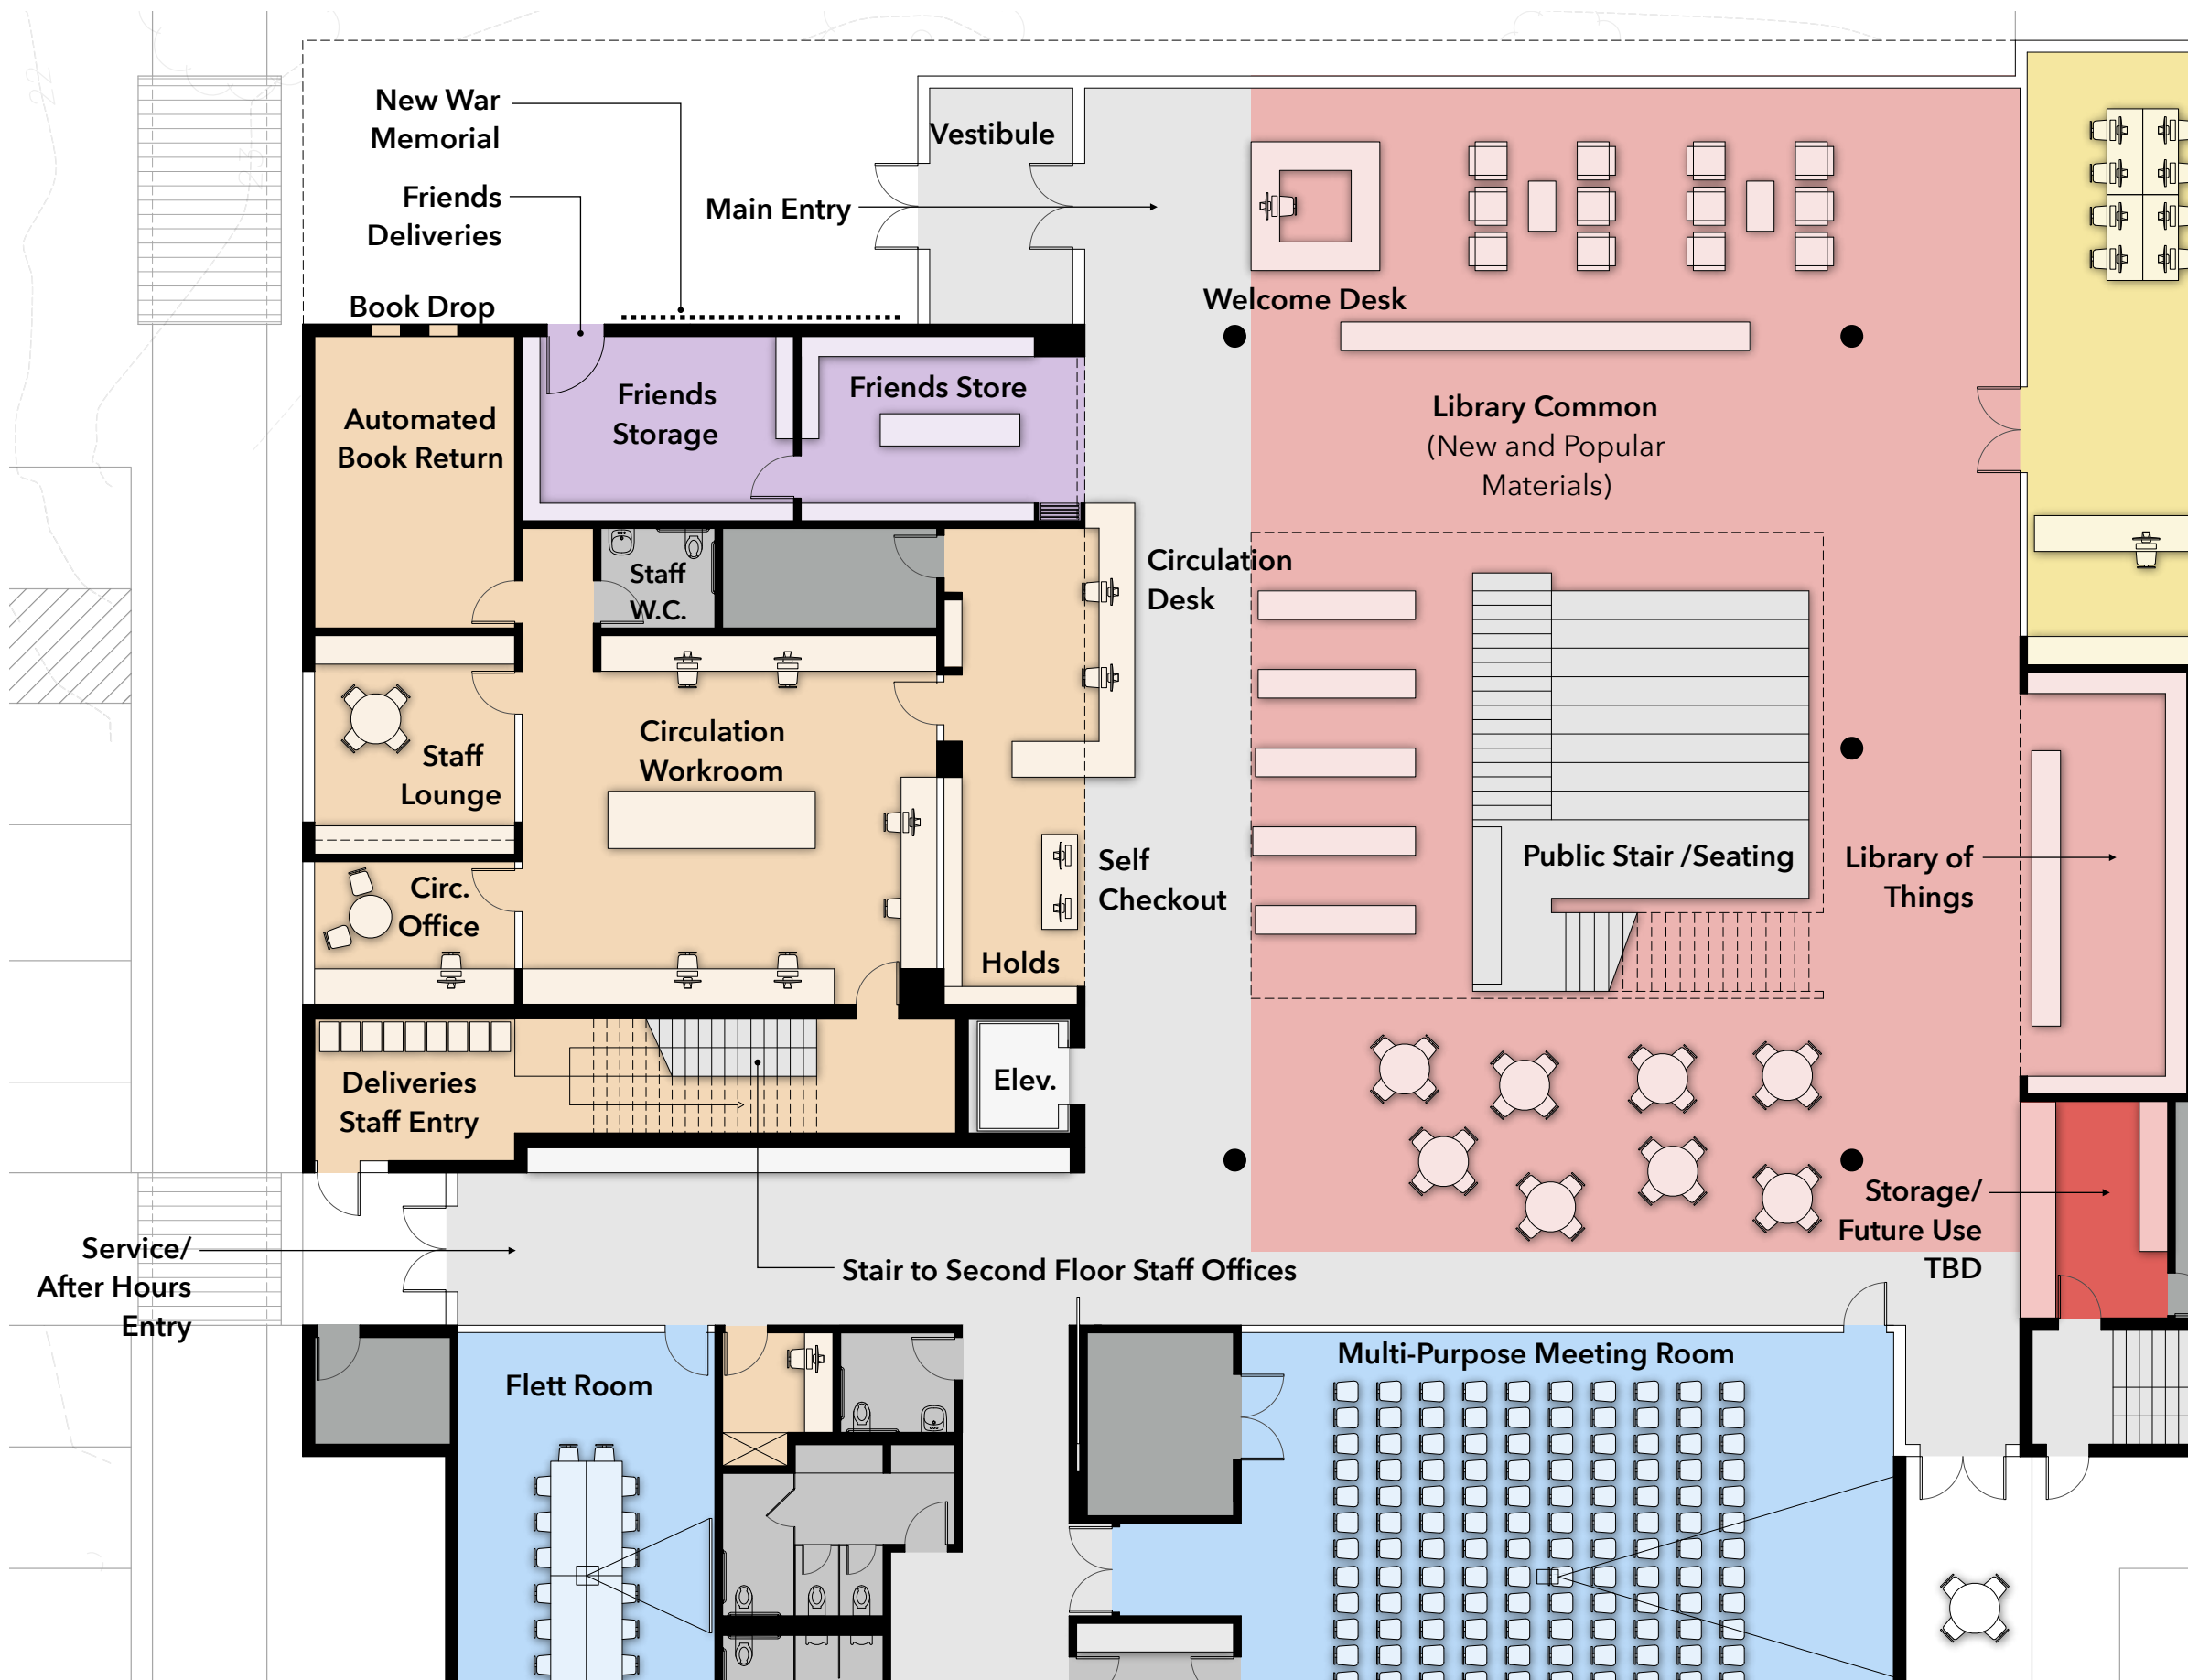 New War
Memorial
Vestibule
Friends
Deliveries
Main Entry
Book Drop
Welcome Desk
Friends
Storage
Friends Store
Automated
Book Return
Library Common
(New and Popular
Materials)
Staff
W.C.
Circulation
Desk
Circulation
Workroom
Staff
Lounge
Public Stair /Seating
Library of
Things
Self
Checkout
Circ.
Office
Holds
Deliveries
Staff Entry
Elev.
Storage/
Future Use
TBD
Service/
After Hours
Entry
Stair to Second Floor Staff Offices
Flett Room
Multi-Purpose Meeting Room
22
23